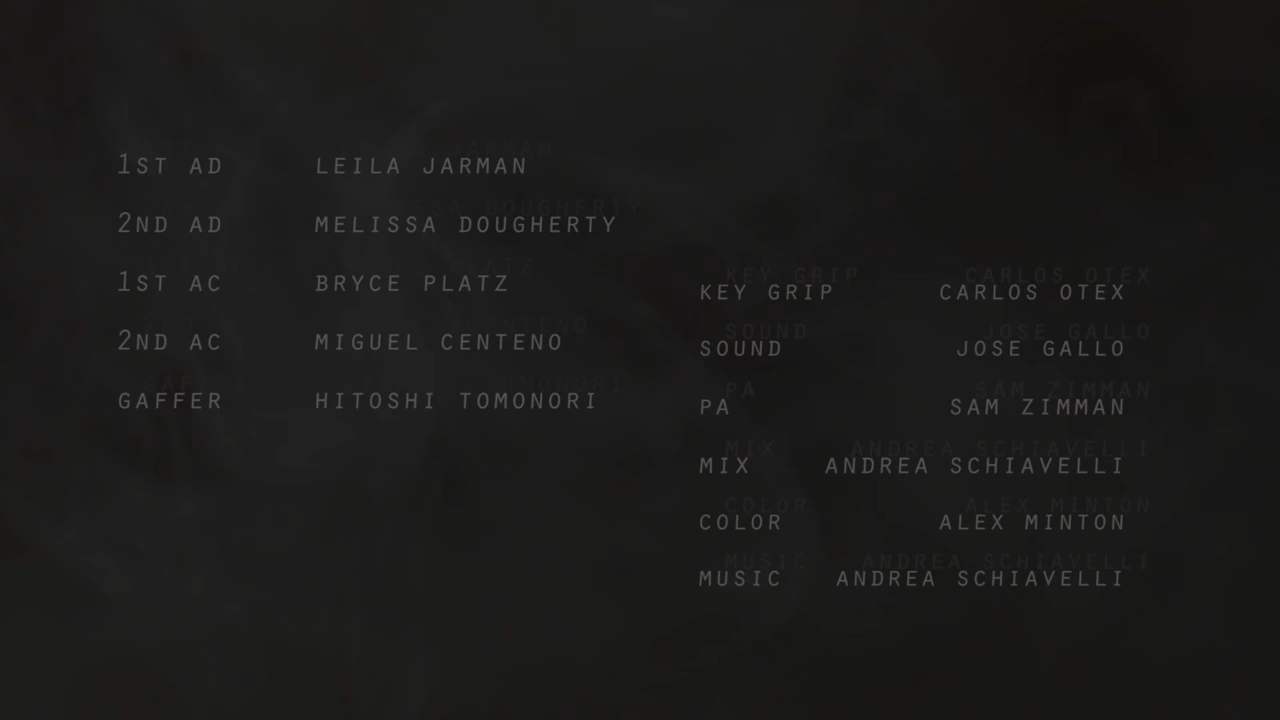 1ST AD LEILA JARMAN
2ND AD MELISSA DOUGHERTY
1ST AC BRYCE PLATZ
2ND AC MIGUEL CENTENO
GAFFER HITOSHI TOMONORI
KEY GRIP CARLOS OTEX
SOUND JOSE GALLO
PA SAM ZIMMAN
MIX ANDREA SCHIAVELLI
COLOR ALEX MINTON
MUSIC ANDREA SCHIAVELLI